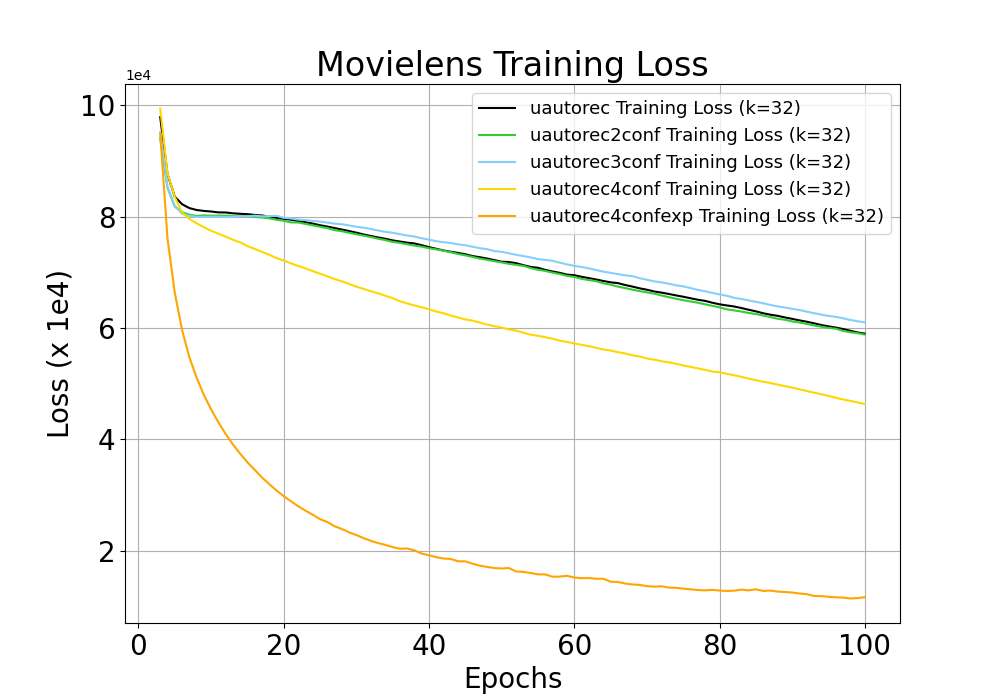 Movielens Training Loss
1e4
10
8
6
4
2
Loss (x 1e4)
uautorec Training Loss (k=32)
uautorec2conf Training Loss (k=32)
uautorec3conf Training Loss (k=32)
uautorec4conf Training Loss (k=32)
uautorec4confexp Training Loss (k=32)
0 20 40 60 80 100
Epochs